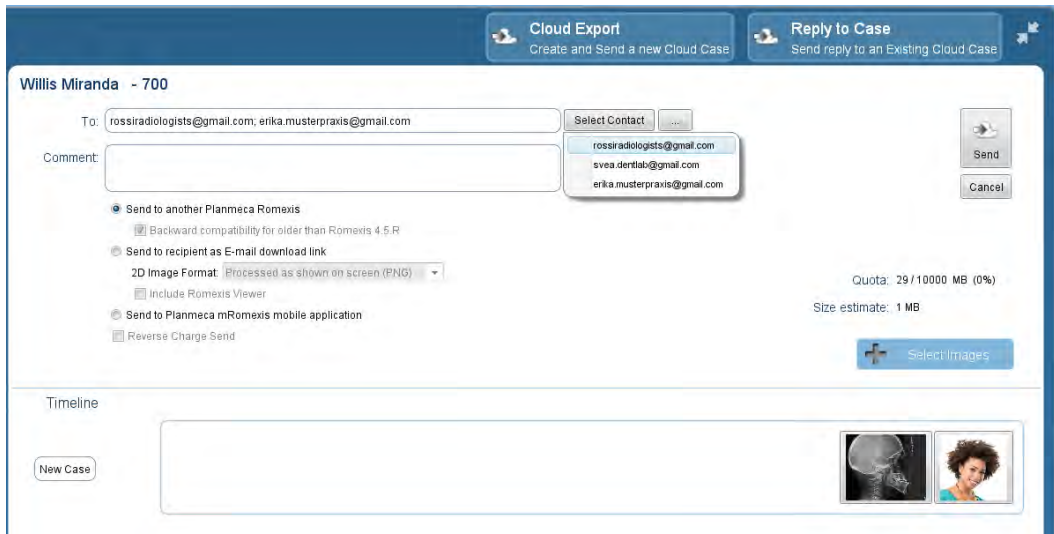 Cloud Export
Create and Send a new Cloud Case
Reply to Case
Send reply to an Existing Cloud Case
Willis Miranda - 700
To: rossiradiologists@gmail.com; erika.musterpraxis@gmail.com
Select Contact
...
rossiradiologists@gmail.com
svea.dentlab@gmail.com
erika.musterpraxis@gmail.com
Send
Cancel
Comment:
Send to another Planmeca Romexis
Backward compatibility for older than Romexis 4.5.R
Send to recipient as E-mail download link
2D Image Format: Processed as shown on screen (PNG)
Include Romexis Viewer
Send to Planmeca mRomexis mobile application
Reverse Charge Send
Quota: 29 / 10000 MB (0%)
Size estimate: 1 MB
Select Images
Timeline
New Case